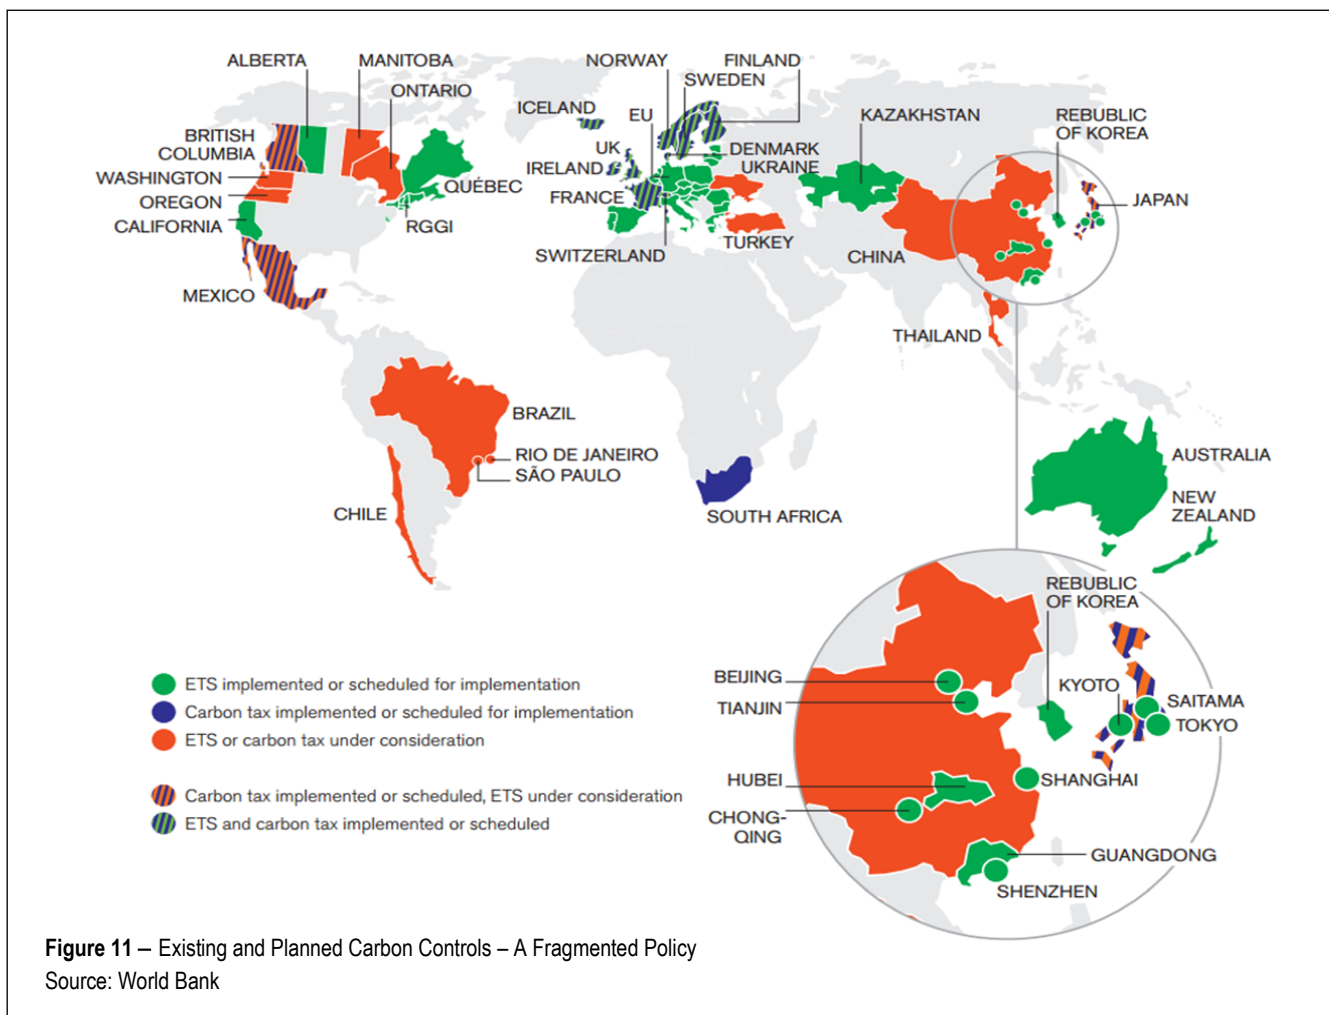 ALBERTA
MANITOBA
ONTARIO
BRITISH
COLUMBIA
WASHINGTON
OREGON
CALIFORNIA
QUÉBEC
RGGI
MEXICO
NORWAY
FINLAND
SWEDEN
ICELAND
EU
UK
IRELAND
FRANCE
DENMARK
UKRAINE
SWITZERLAND
TURKEY
KAZAKHSTAN
REPUBLIC
OF KOREA
JAPAN
CHINA
THAILAND
BRAZIL
RIO DE JANEIRO
SÃO PAULO
CHILE
SOUTH AFRICA
AUSTRALIA
NEW
ZEALAND
REBUBLIC
OF KOREA
BEIJING
TIANJIN
KYOTO
SAITAMA
TOKYO
HUBEI
SHANGHAI
CHONG-
QING
GUANGDONG
SHENZHEN
ETS implemented or scheduled for implementation
Carbon tax implemented or scheduled for implementation
ETS or carbon tax under consideration
Carbon tax implemented or scheduled, ETS under consideration
ETS and carbon tax implemented or scheduled
Figure 11 – Existing and Planned Carbon Controls – A Fragmented Policy
Source: World Bank